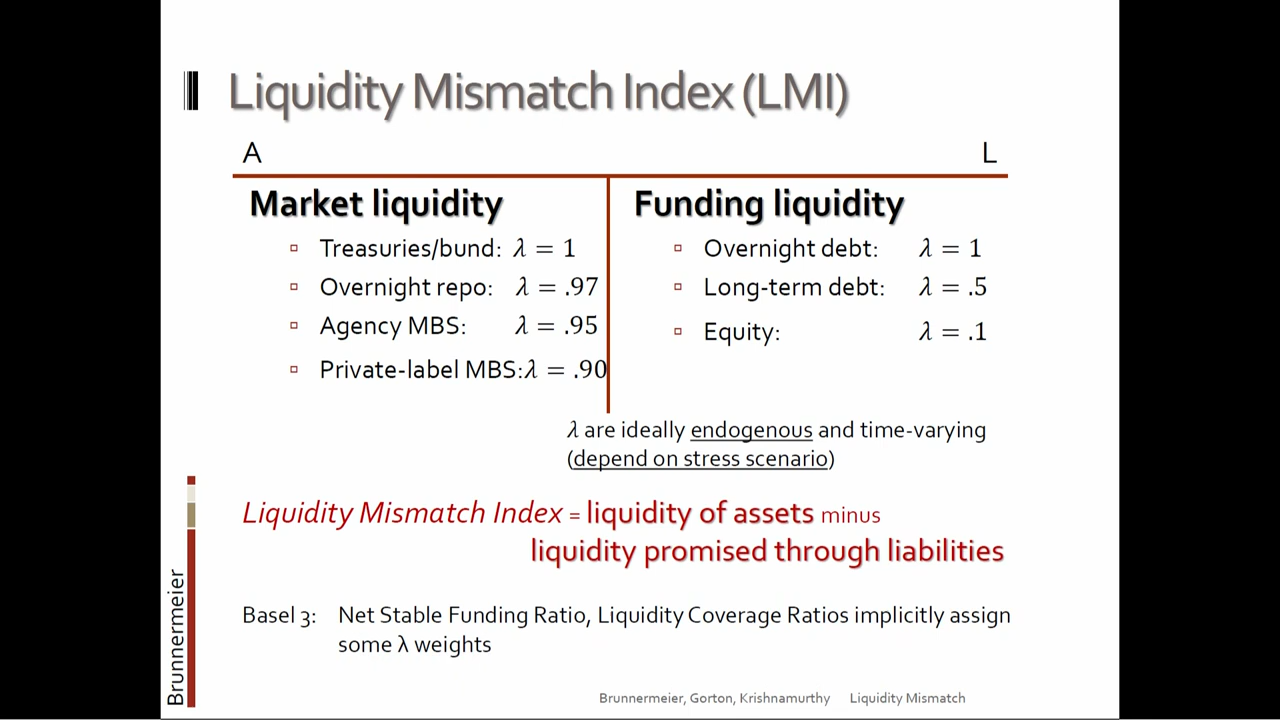 Liquidity Mismatch Index (LMI)
A
L
Market liquidity
Treasuries/bund: λ = 1
Overnight repo: λ = .97
Agency MBS: λ = .95
Private-label MBS: λ = .90
Funding liquidity
Overnight debt: λ = 1
Long-term debt: λ = .5
Equity: λ = .1
λ are ideally endogenous and time-varying
(depend on stress scenario)
Liquidity Mismatch Index = liquidity of assets minus
liquidity promised through liabilities
Basel 3: Net Stable Funding Ratio, Liquidity Coverage Ratios implicitly assign
some λ weights
Brunnermeier
Brunnermeier, Gorton, Krishnamurthy Liquidity Mismatch